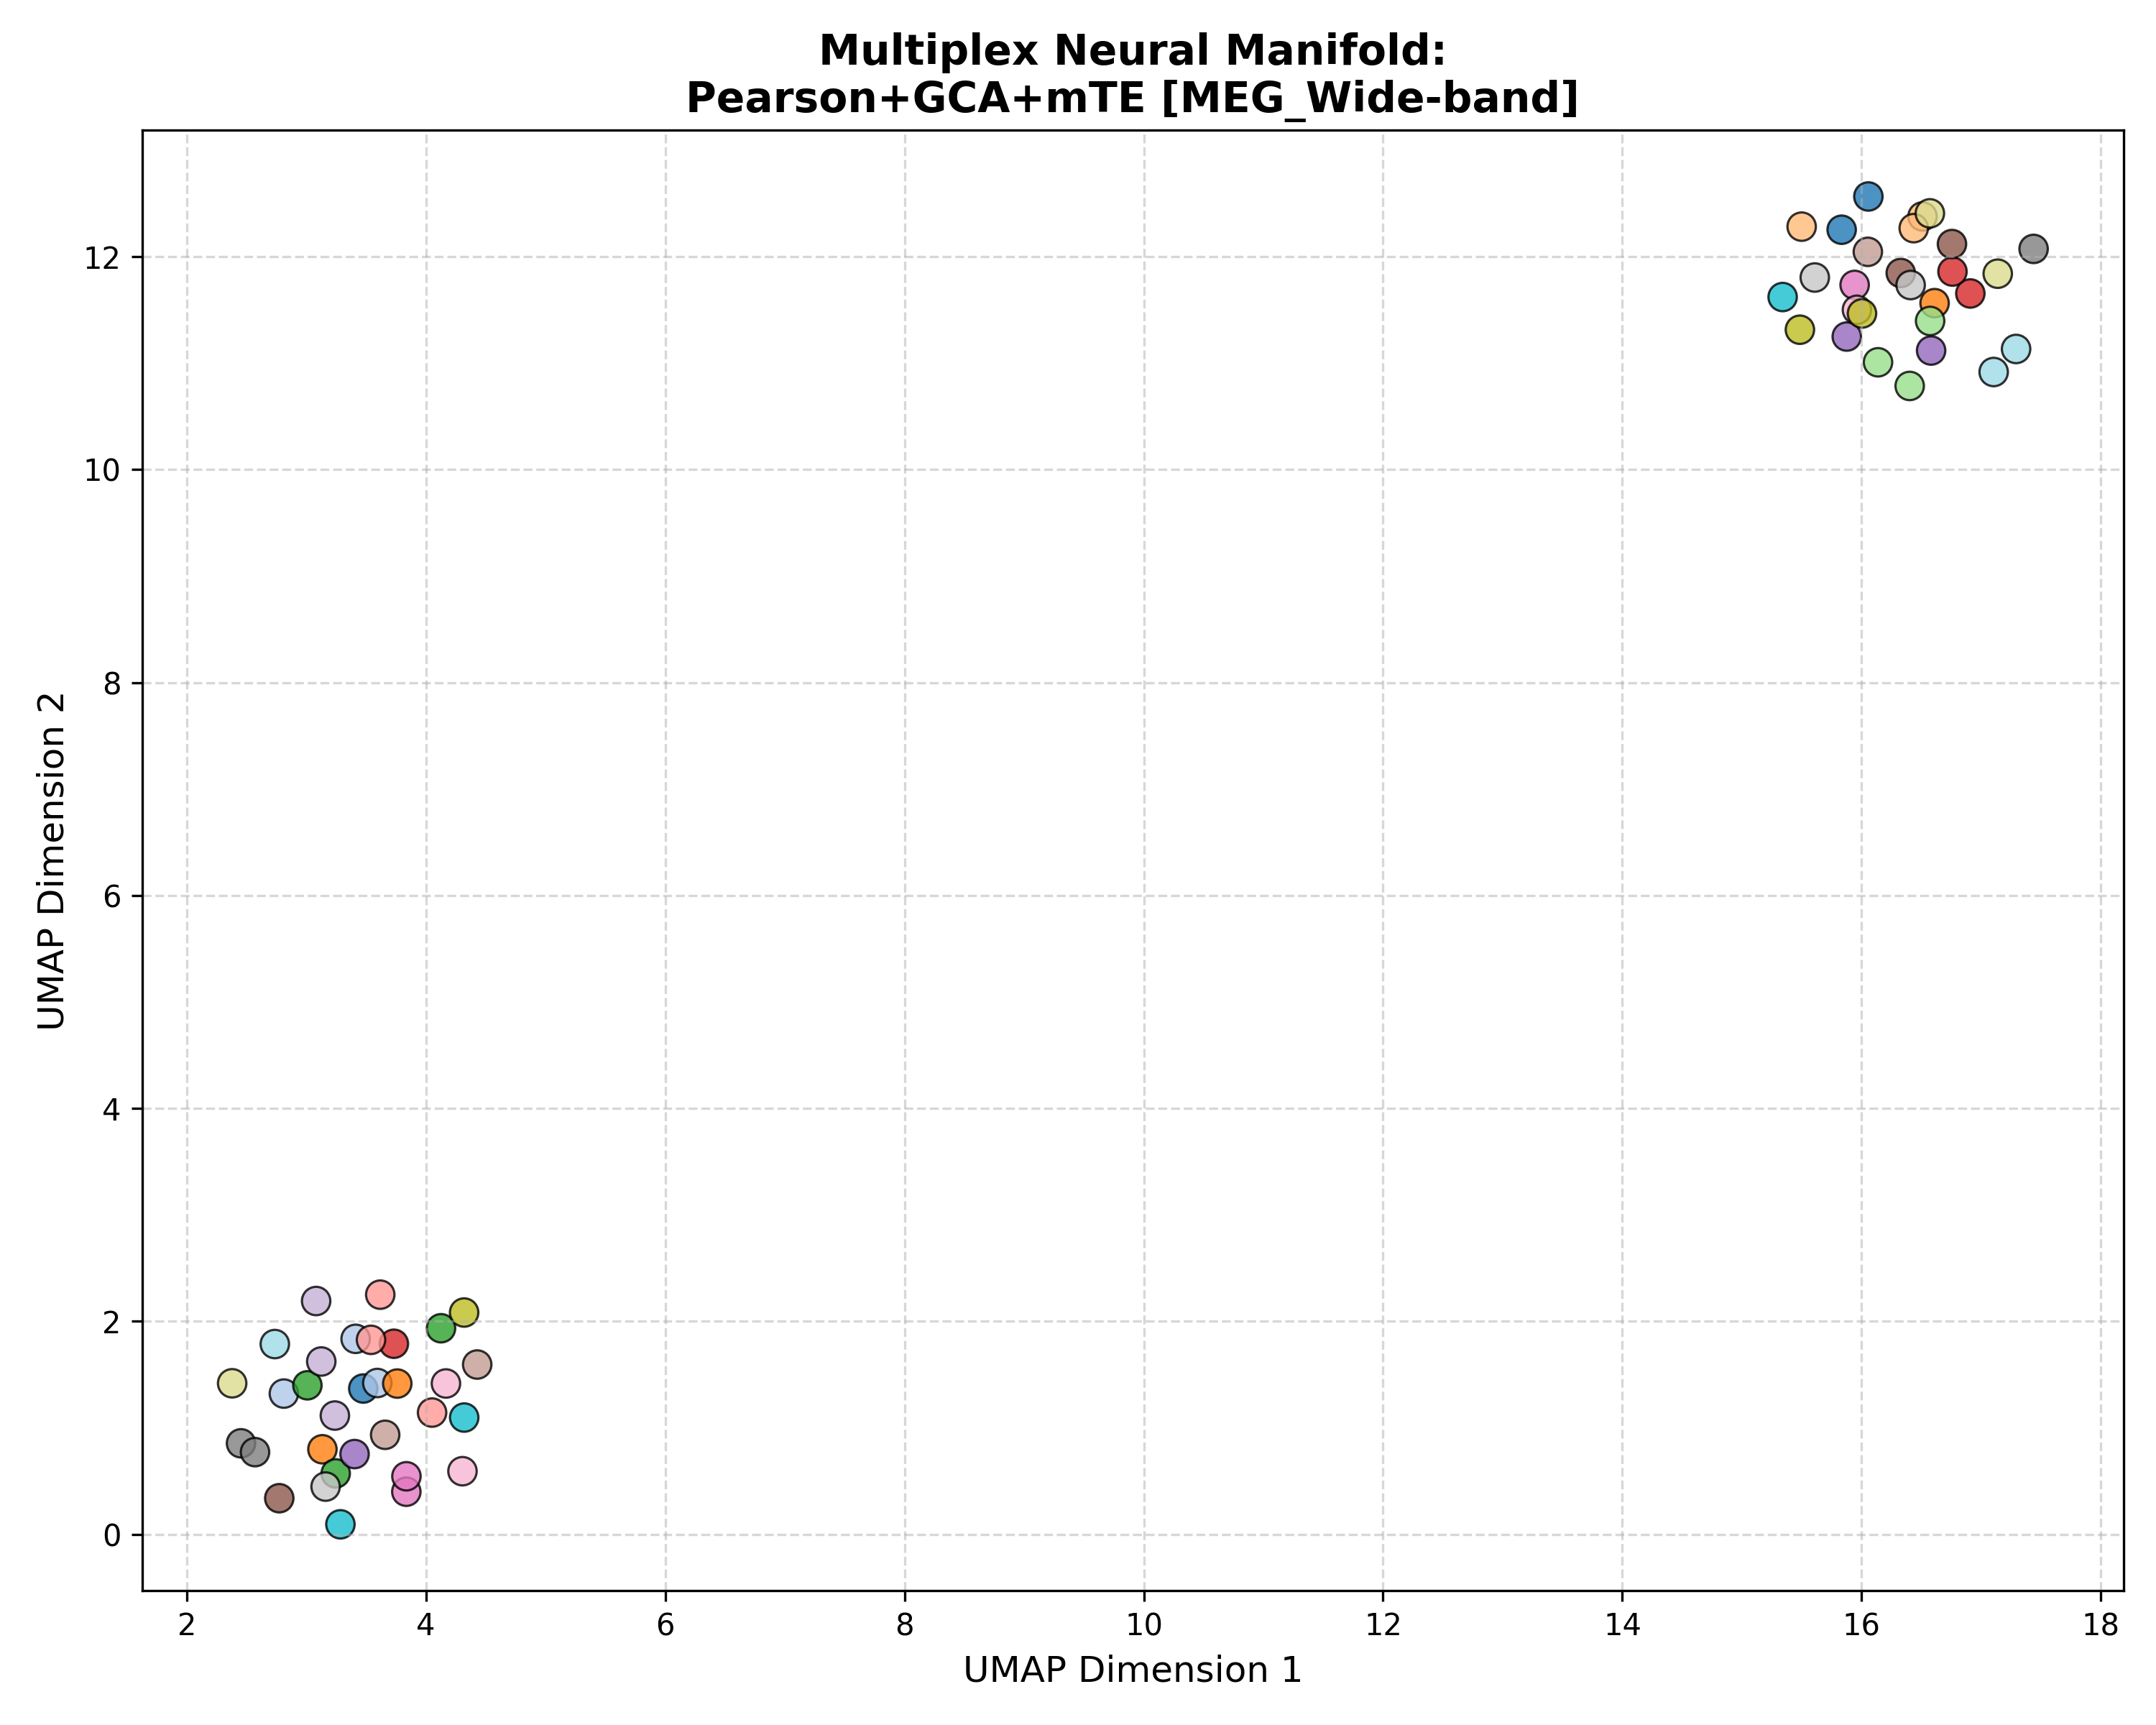 Multiplex Neural Manifold:
Pearson+GCA+mTE [MEG_Wide-band]
12
10
8
6
4
2
0
UMAP Dimension 2
2 4 6 8 10 12 14 16 18
UMAP Dimension 1